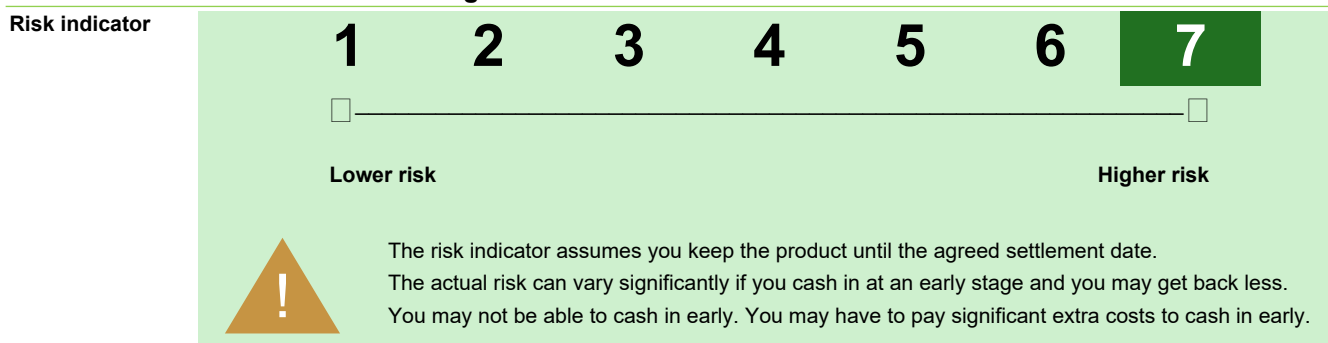 Risk indicator
1 2 3 4 5 6 7
Lower risk Higher risk
The risk indicator assumes you keep the product until the agreed settlement date.
! The actual risk can vary significantly if you cash in at an early stage and you may get back less.
You may not be able to cash in early. You may have to pay significant extra costs to cash in early.